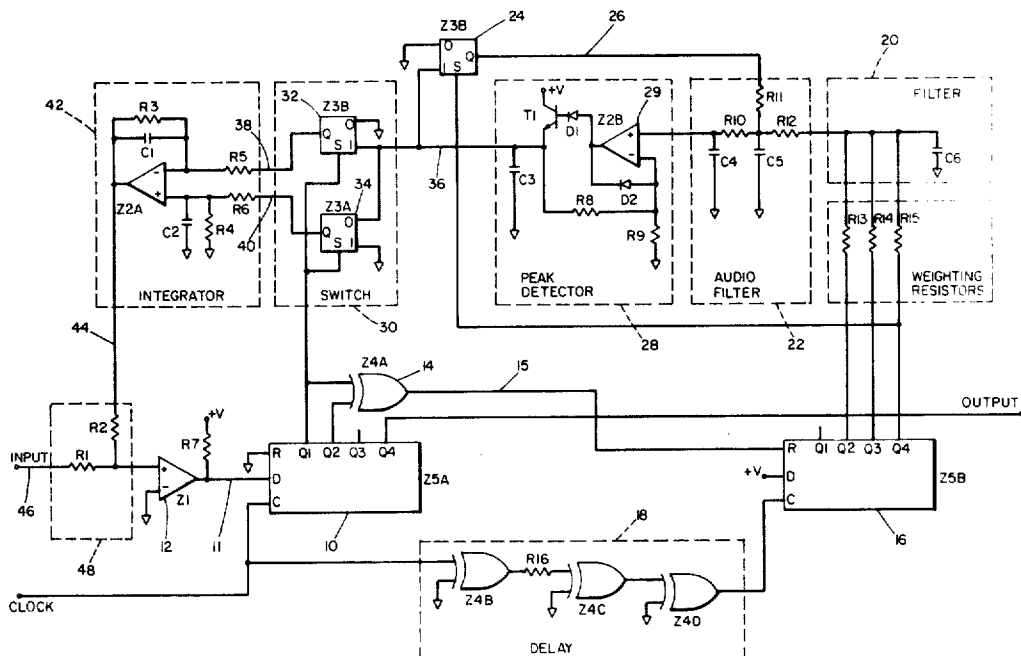 Z3B
24
26
20
O
I
S
Q
42
R3
C1
38
32
Z3B
Q
O
S
I
+V
T1
D1
Z2B
29
R11
R10
R12
FILTER
C4
C5
C6
R5
-
+
Z2A
R6
34
Z3A
Q
O
S
I
36
C3
D2
R8
R9
+
-
R13
R14
R15
C2
R4
40
INTEGRATOR
SWITCH
30
PEAK
DETECTOR
28
AUDIO
FILTER
22
WEIGHTING
RESISTORS
44
Z4A
14
15
OUTPUT
R2
+V
R7
INPUT
R1
46
+
-
Z1
12
11
48
R
D
C
Q1
Q2
Q3
Q4
Z5A
10
R
+V
D
C
Q1
Q2
Q3
Q4
Z5B
16
18
CLOCK
Z4B
R16
Z4C
Z4D
DELAY